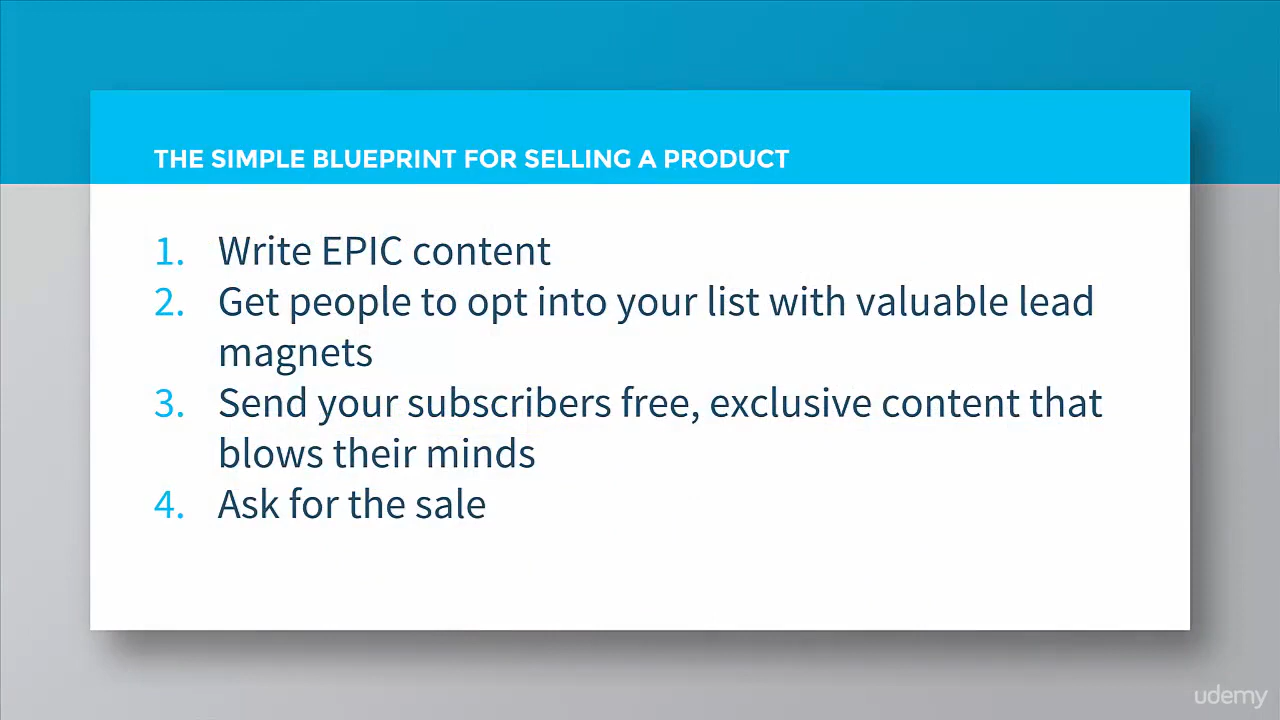 THE SIMPLE BLUEPRINT FOR SELLING A PRODUCT
1. Write EPIC content
2. Get people to opt into your list with valuable lead
magnets
3. Send your subscribers free, exclusive content that
blows their minds
4. Ask for the sale
udemy